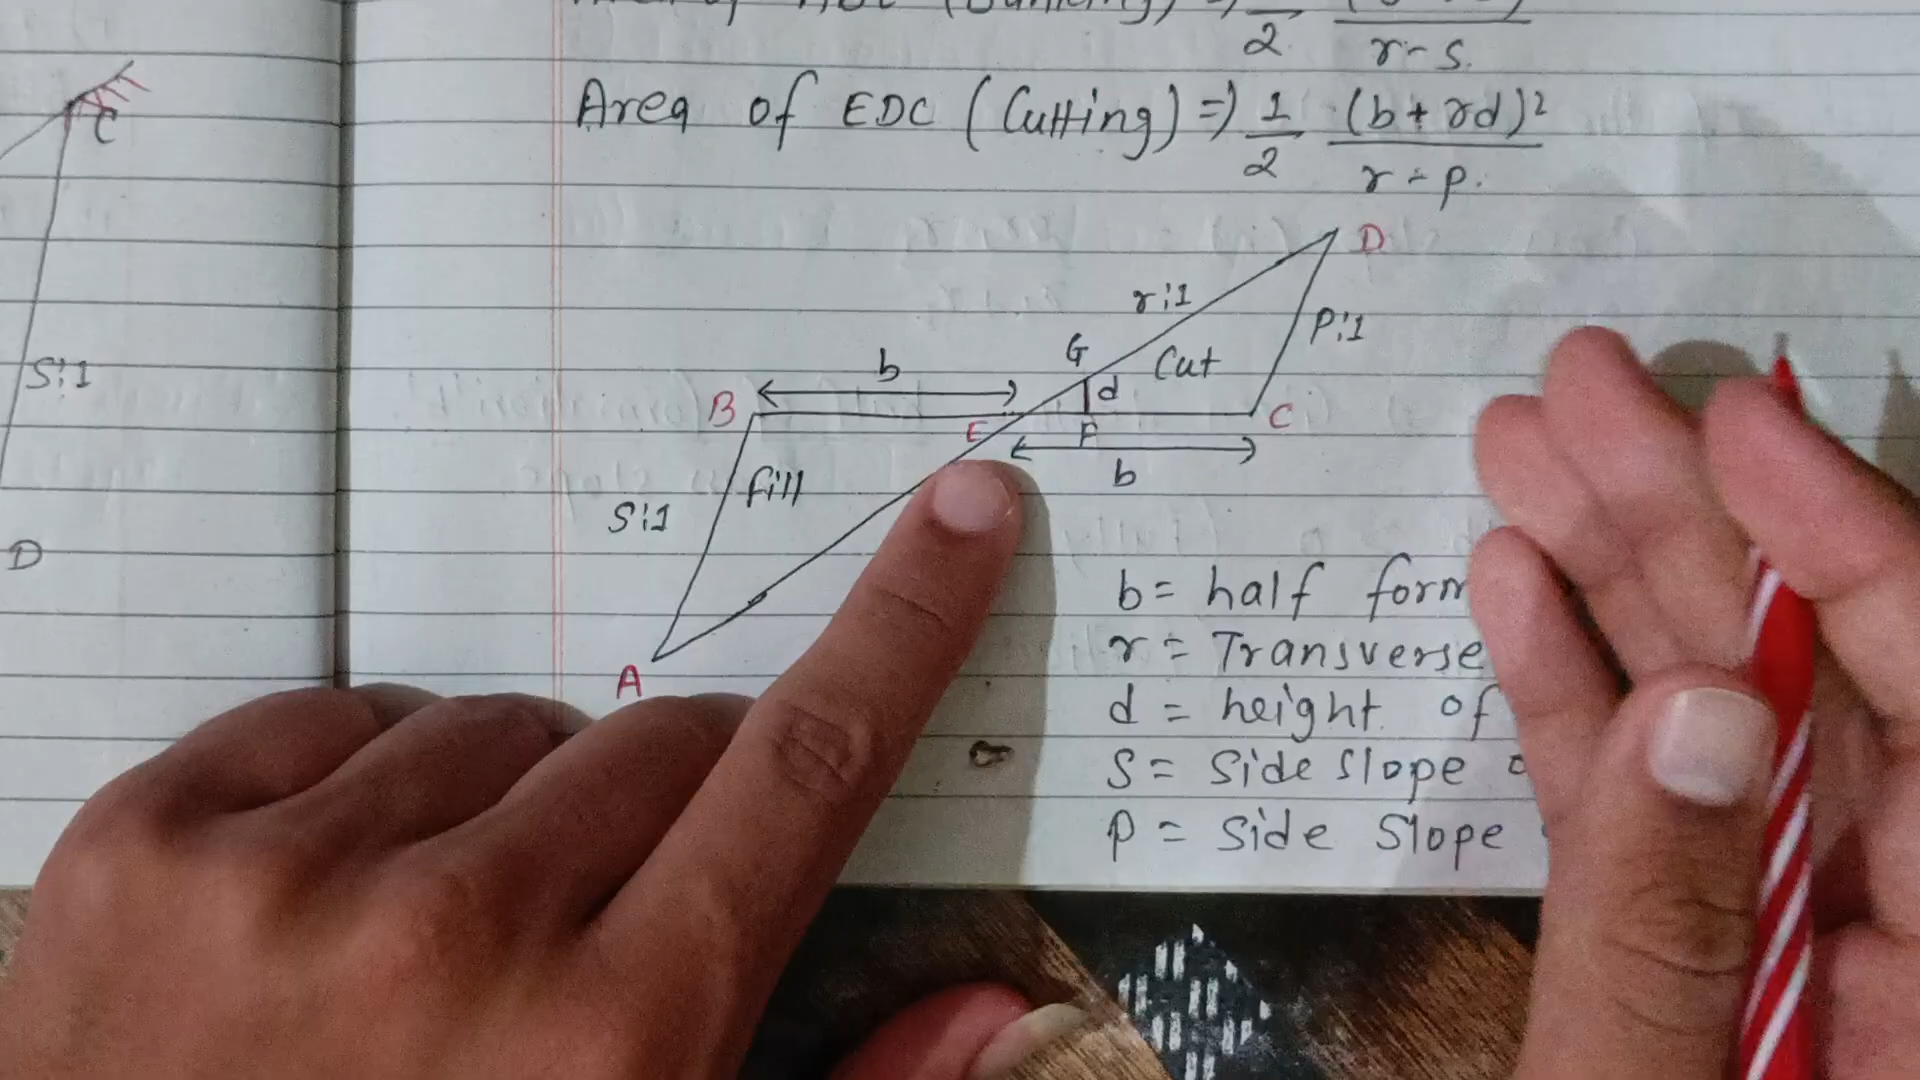 2 r-s.
Area of EDC (Cutting) => 1/2 (b+rd)²/r-p.
C
D
r:1
P:1
G
Cut
b
d
S:1
B
E
F
C
b
fill
S:1
D
b = half form
A
r = Transverse
d = height of
S = Side slope
P = Side Slope